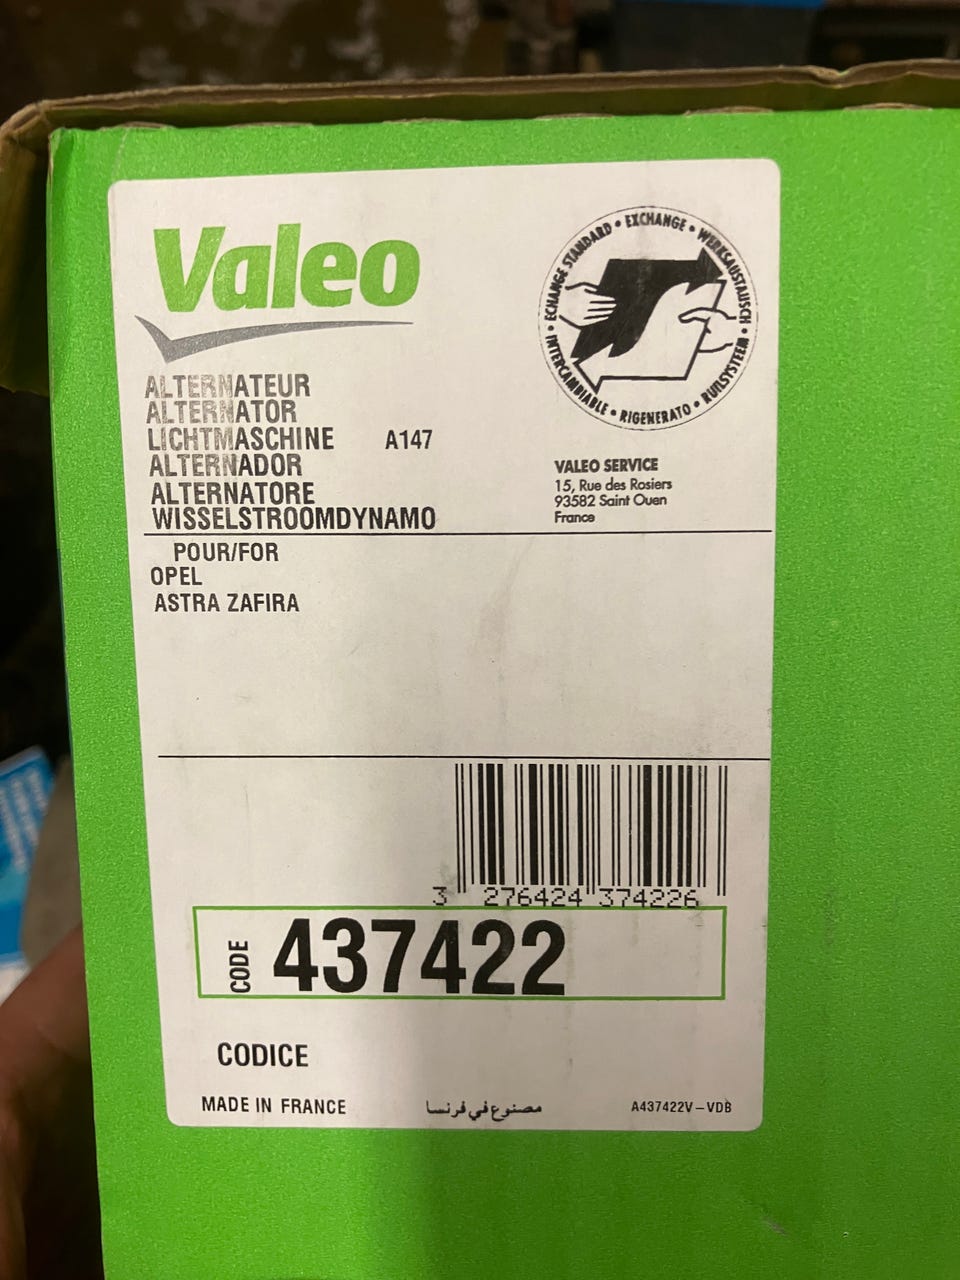 Valeo
ECHANGE STANDARD • EXCHANGE • WERKSAUSTAUSCH • RUILSYSTEEM • RIGENERATO • INTERCAMBIABLE •
ALTERNATEUR
ALTERNATOR
LICHTMASCHINE A147
ALTERNADOR
ALTERNATORE
WISSELSTROOMDYNAMO
VALEO SERVICE
15, Rue des Rosiers
93582 Saint Ouen
France
POUR/FOR
OPEL
ASTRA ZAFIRA
3 276424 374226
CODE 437422
CODICE
MADE IN FRANCE مصنوع في فرنسا A437422V-VDB